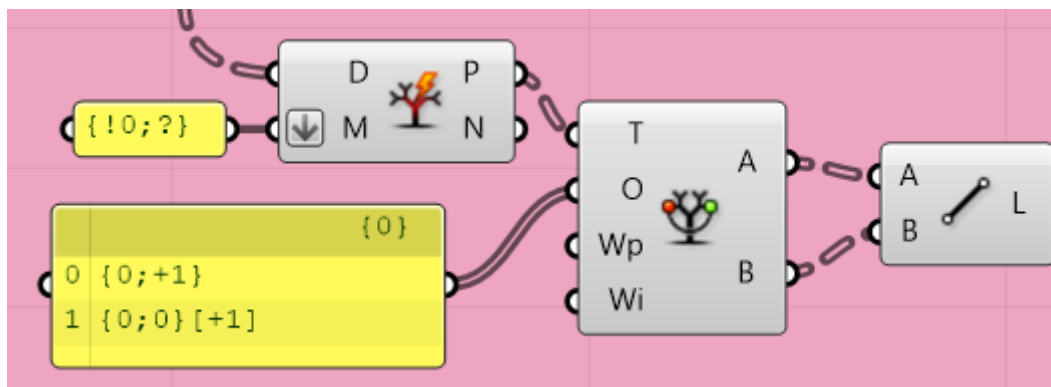 D P
{!0;?} M N
T
A A
O L
{0} B
Wp
0 {0;+1} B
1 {0;0}[+1] Wi